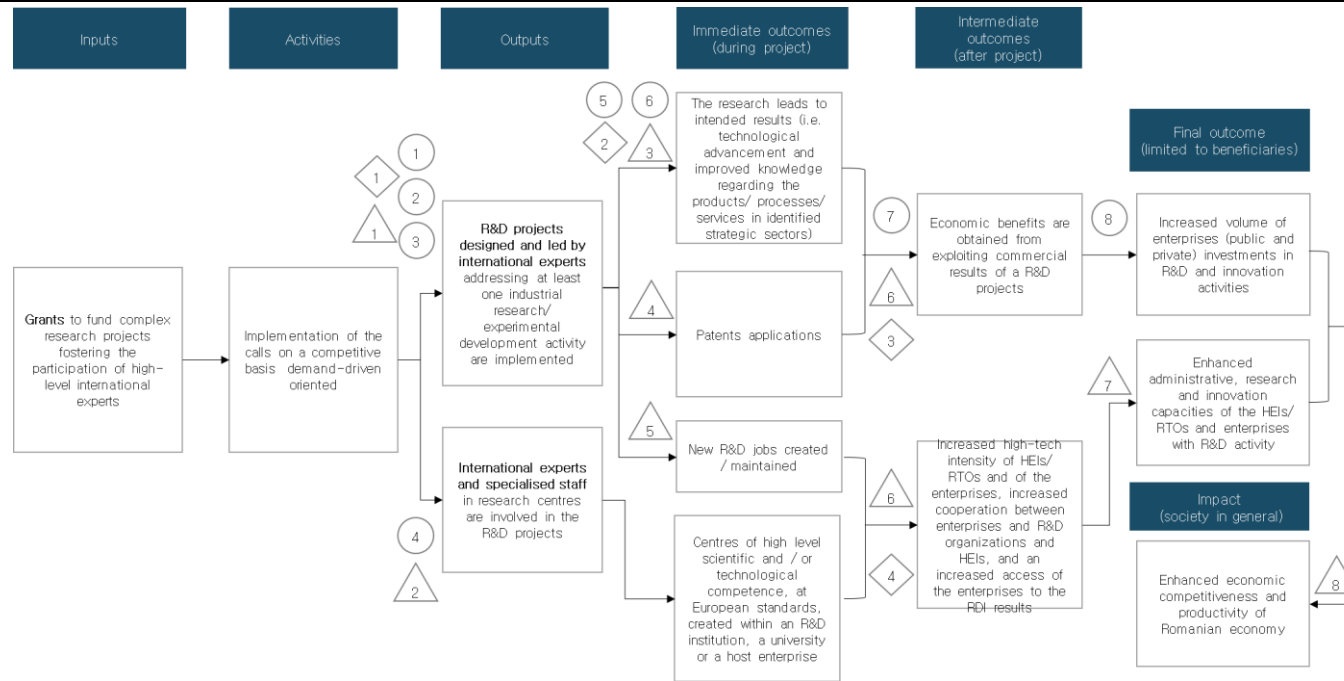 Inputs
Activities
Outputs
Immediate outcomes
(during project)
Intermediate
outcomes
(after project)
Final outcome
(limited to beneficiaries)
Impact
(society in general)
Grants to fund complex
research projects
fostering the
participation of high-
level international
experts
Implementation of the
calls on a competitive
basis demand-driven
oriented
1
1
2
1
3
R&D projects
designed and led by
international experts
addressing at least
one industrial
research/
experimental
development activity
are implemented
4
2
International experts
and specialised staff
in research centres
are involved in the
R&D projects
5
6
2
3
The research leads to
intended results (i.e.
technological
advancement and
improved knowledge
regarding the
products/ processes/
services in identified
strategic sectors)
4
Patents applications
5
New R&D jobs created
/ maintained
Centres of high level
scientific and / or
technological
competence, at
European standards,
created within an R&D
institution, a university
or a host enterprise
7
6
3
Economic benefits are
obtained from
exploiting commercial
results of a R&D
projects
6
4
Increased high-tech
intensity of HEIs/
RTOs and of the
enterprises, increased
cooperation between
enterprises and R&D
organizations and
HEIs, and an
increased access of
the enterprises to the
RDI results
8
Increased volume of
enterprises (public and
private) investments in
R&D and innovation
activities
7
Enhanced
administrative, research
and innovation
capacities of the HEIs/
RTOs and enterprises
with R&D activity
8
Enhanced economic
competitiveness and
productivity of
Romanian economy